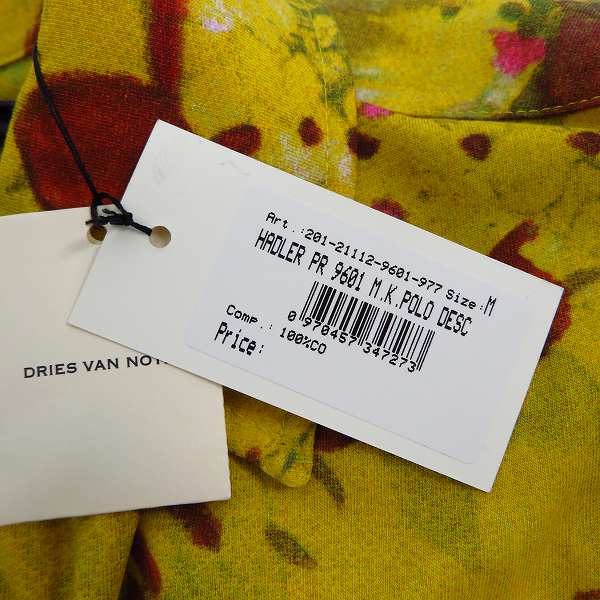 DRIES VAN NOT
Art.:201-21112-9601-977 Size:M
HADLER PR 9601 M.K.POLO DESC
0 970457 347273
Comp.: 100%CO
Price: